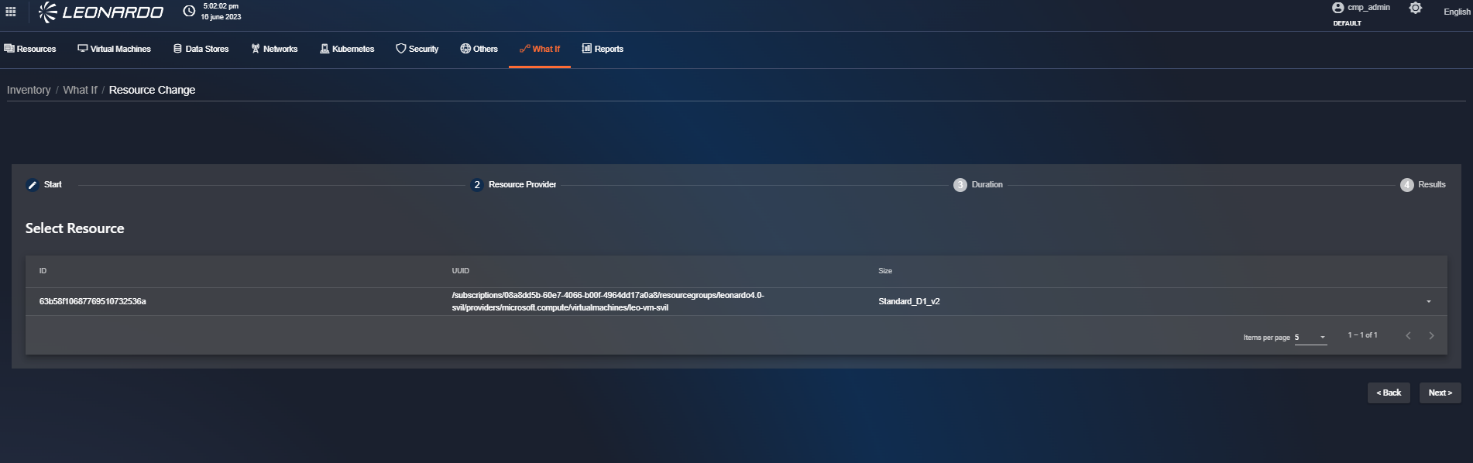 LEONARDO
5:02:02 pm
10 june 2023
cmp_admin
DEFAULT
English
Resources Virtual Machines Data Stores Networks Kubernetes Security Others What If Reports
Inventory / What If / Resource Change
Start 2 Resource Provider 3 Duration 4 Results
Select Resource
ID UUID Size
63b58f10687769510732536a
/subscriptions/08a8dd5b-60e7-4066-b00f-4964dd17a0a8/resourcegroups/leonardo4.0-
svil/providers/microsoft.compute/virtualmachines/leo-vm-svil
Standard_D1_v2
Items per page 5 1 – 1 of 1
< Back Next >